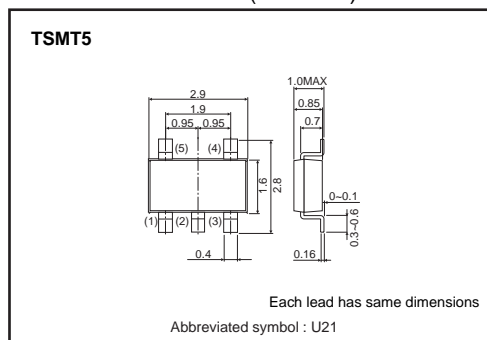 TSMT5
1.0MAX
2.9
0.85
1.9
0.7
0.95 0.95
(5) (4)
1.6
2.8
0~0.1
(1) (2) (3)
0.3~0.6
0.4
0.16
Each lead has same dimensions
Abbreviated symbol : U21